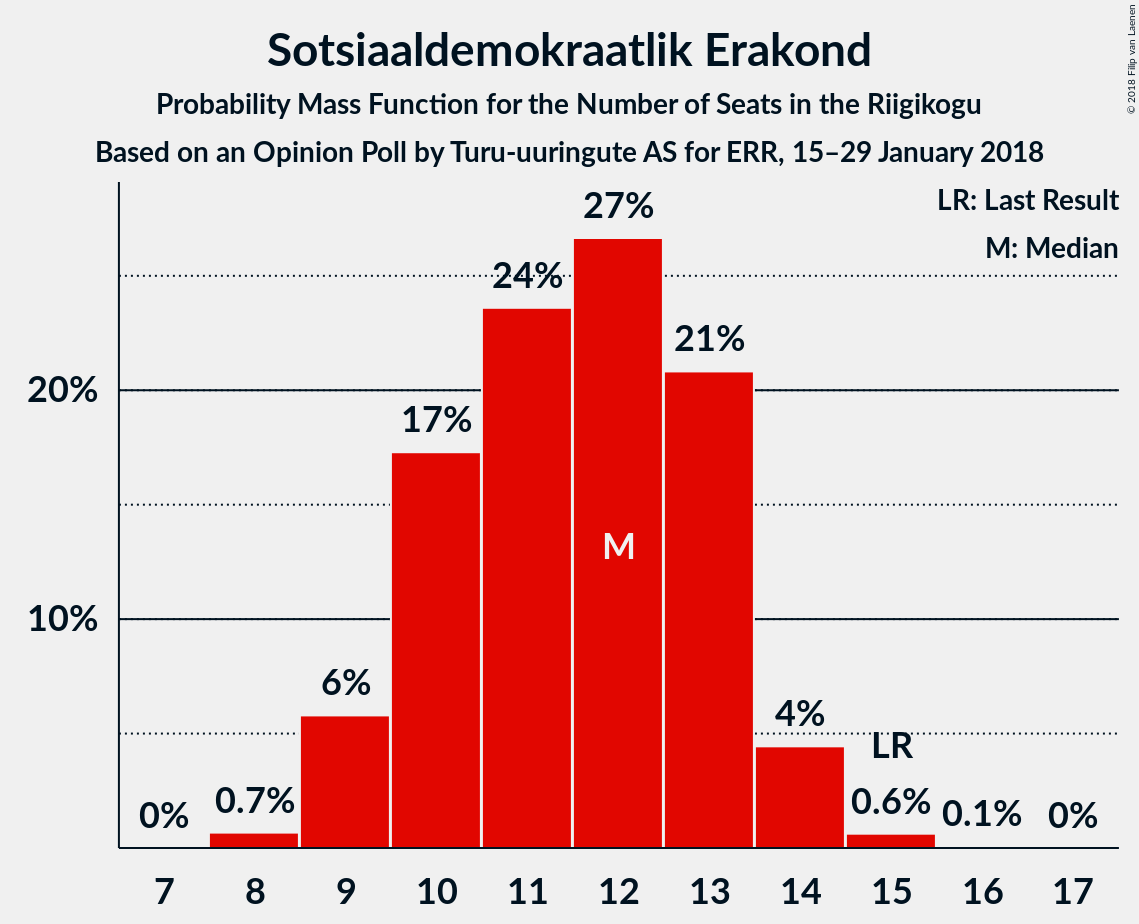 Sotsiaaldemokraatlik Erakond
Probability Mass Function for the Number of Seats in the Riigikogu
Based on an Opinion Poll by Turu-uuringute AS for ERR, 15–29 January 2018
© 2018 Filip van Laenen
LR: Last Result
M: Median
20%
10%
0%
0.7%
6%
17%
24%
27%
M
21%
4%
LR
0.6%
0.1%
0%
7 8 9 10 11 12 13 14 15 16 17